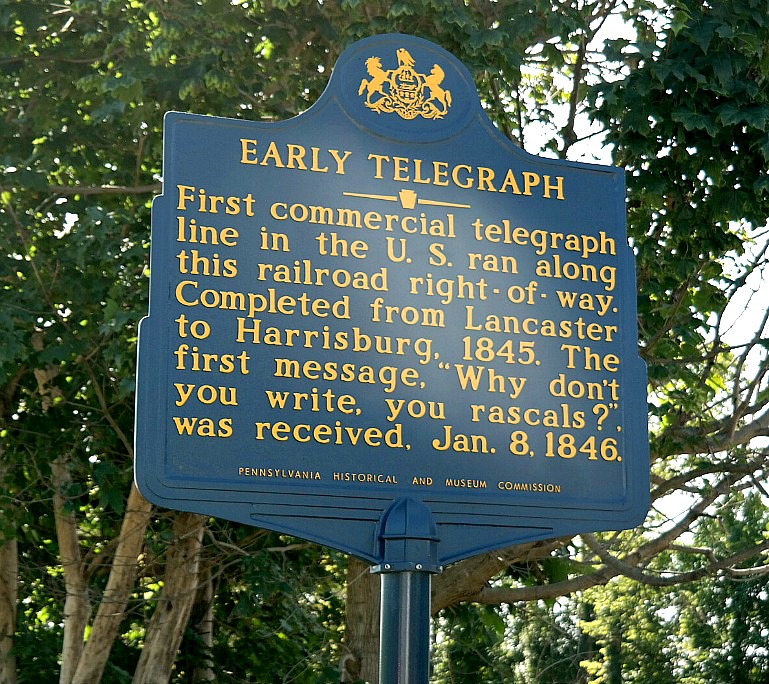 EARLY TELEGRAPH
First commercial telegraph
line in the U. S. ran along
this railroad right-of-way.
Completed from Lancaster
to Harrisburg, 1845. The
first message, "Why don't
you write, you rascals?",
was received, Jan. 8, 1846.
PENNSYLVANIA HISTORICAL AND MUSEUM COMMISSION